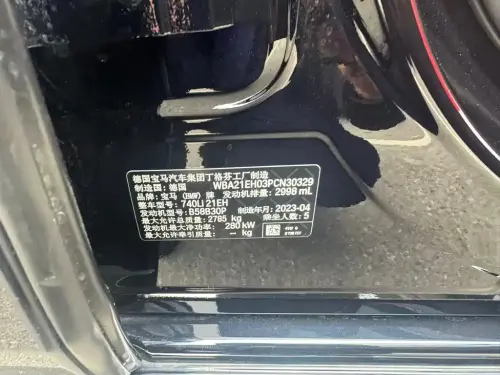 德国宝马汽车集团丁格芬工厂制造
制造国：德国 WBA21EH03PCN30329
品牌：宝马（BMW）牌 发动机排量：2998 mL
整车型号：740Li 21EH
发动机型号：B58B30P 制造年月：2023-04
最大允许总质量：2785 kg 乘坐人数：5
发动机最大净功率：280 kW
最大允许牵引质量：— kg